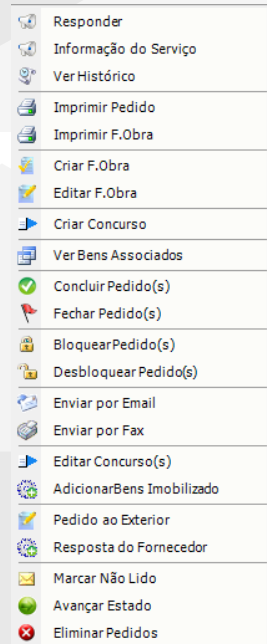 Responder
Informação do Serviço
Ver Histórico
Imprimir Pedido
Imprimir F.Obra
Criar F.Obra
Editar F.Obra
Criar Concurso
Ver Bens Associados
Concluir Pedido(s)
Fechar Pedido(s)
BloquearPedido(s)
Desbloquear Pedido(s)
Enviar por Email
Enviar por Fax
Editar Concurso(s)
AdicionarBens Imobilizado
Pedido ao Exterior
Resposta do Fornecedor
Marcar Não Lido
Avançar Estado
Eliminar Pedidos